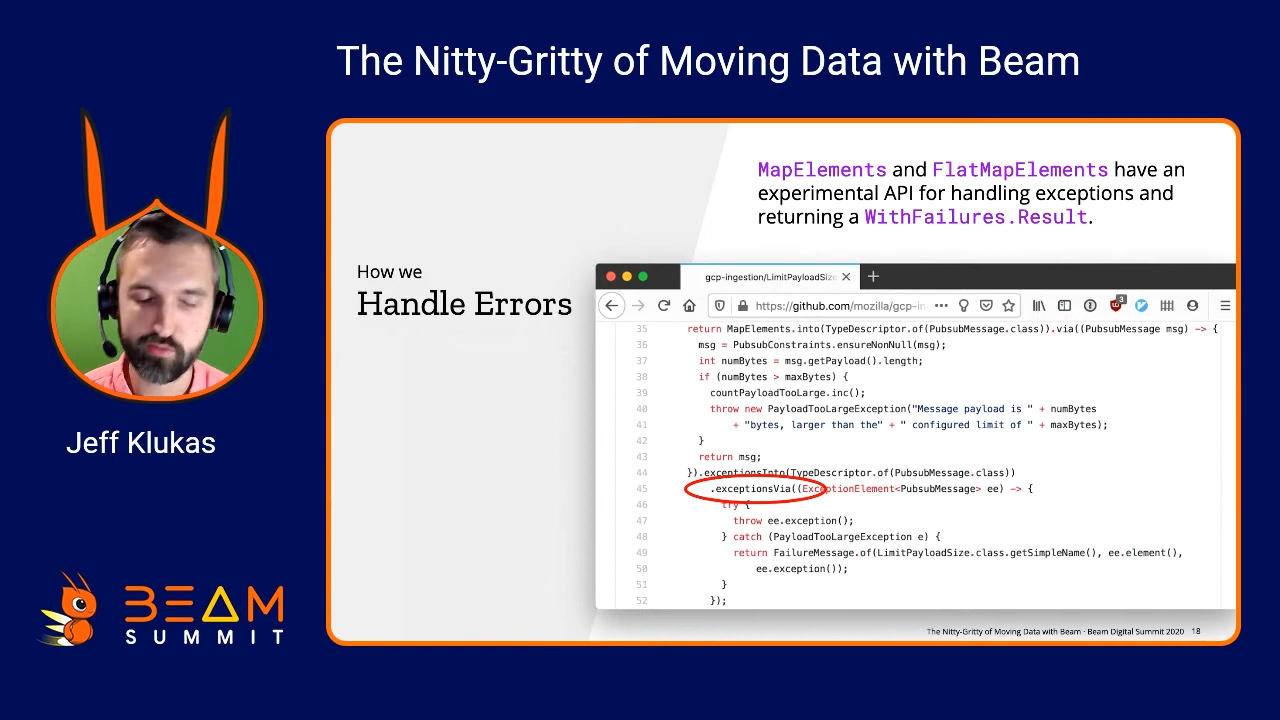 The Nitty-Gritty of Moving Data with Beam
MapElements and FlatMapElements have an
experimental API for handling exceptions and
returning a WithFailures.Result.
How we
Handle Errors
gcp-ingestion/LimitPayloadSize
https://github.com/mozilla/gcp-in
3
35 return MapElements.into(TypeDescriptor.of(PubsubMessage.class)).via((PubsubMessage msg) -> {
36 msg = PubsubConstraints.ensureNonNull(msg);
37 int numBytes = msg.getPayload().length;
38 if (numBytes > maxBytes) {
39 countPayloadTooLarge.inc();
40 throw new PayloadTooLargeException("Message payload is " + numBytes
41 + "bytes, larger than the" + " configured limit of " + maxBytes);
42 }
43 return msg;
44 }).exceptionsInto(TypeDescriptor.of(PubsubMessage.class))
45 .exceptionsVia((ExceptionElement<PubsubMessage> ee) -> {
46 try {
47 throw ee.exception();
48 } catch (PayloadTooLargeException e) {
49 return FailureMessage.of(LimitPayloadSize.class.getSimpleName(), ee.element(),
50 ee.exception());
51 }
52 });
The Nitty-Gritty of Moving Data with Beam - Beam Digital Summit 2020 18
Jeff Klukas
BEAM
SUMMIT